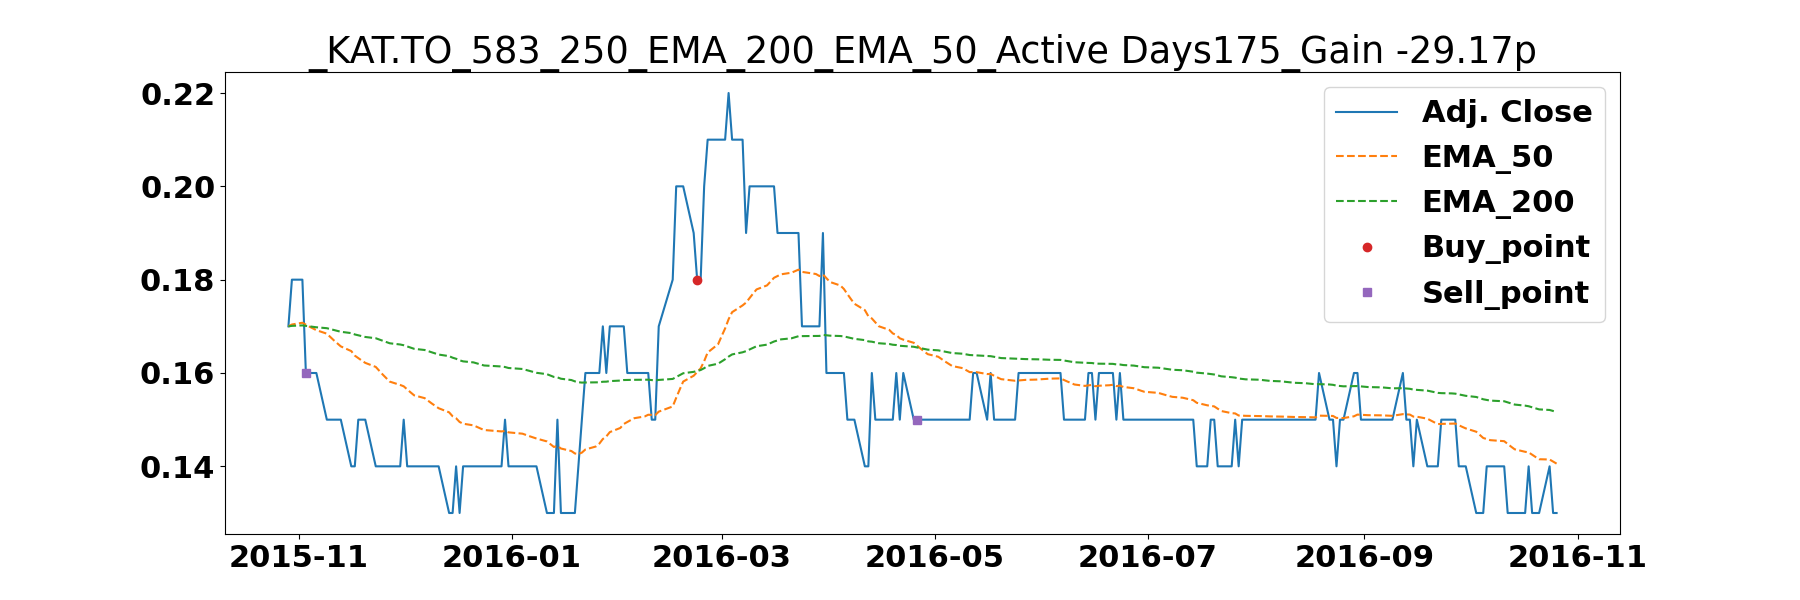 _KAT.TO_583_250_EMA_200_EMA_50_Active Days175_Gain -29.17p
0.22
0.20
0.18
0.16
0.14
Adj. Close
EMA_50
EMA_200
Buy_point
Sell_point
2015-11 2016-01 2016-03 2016-05 2016-07 2016-09 2016-11